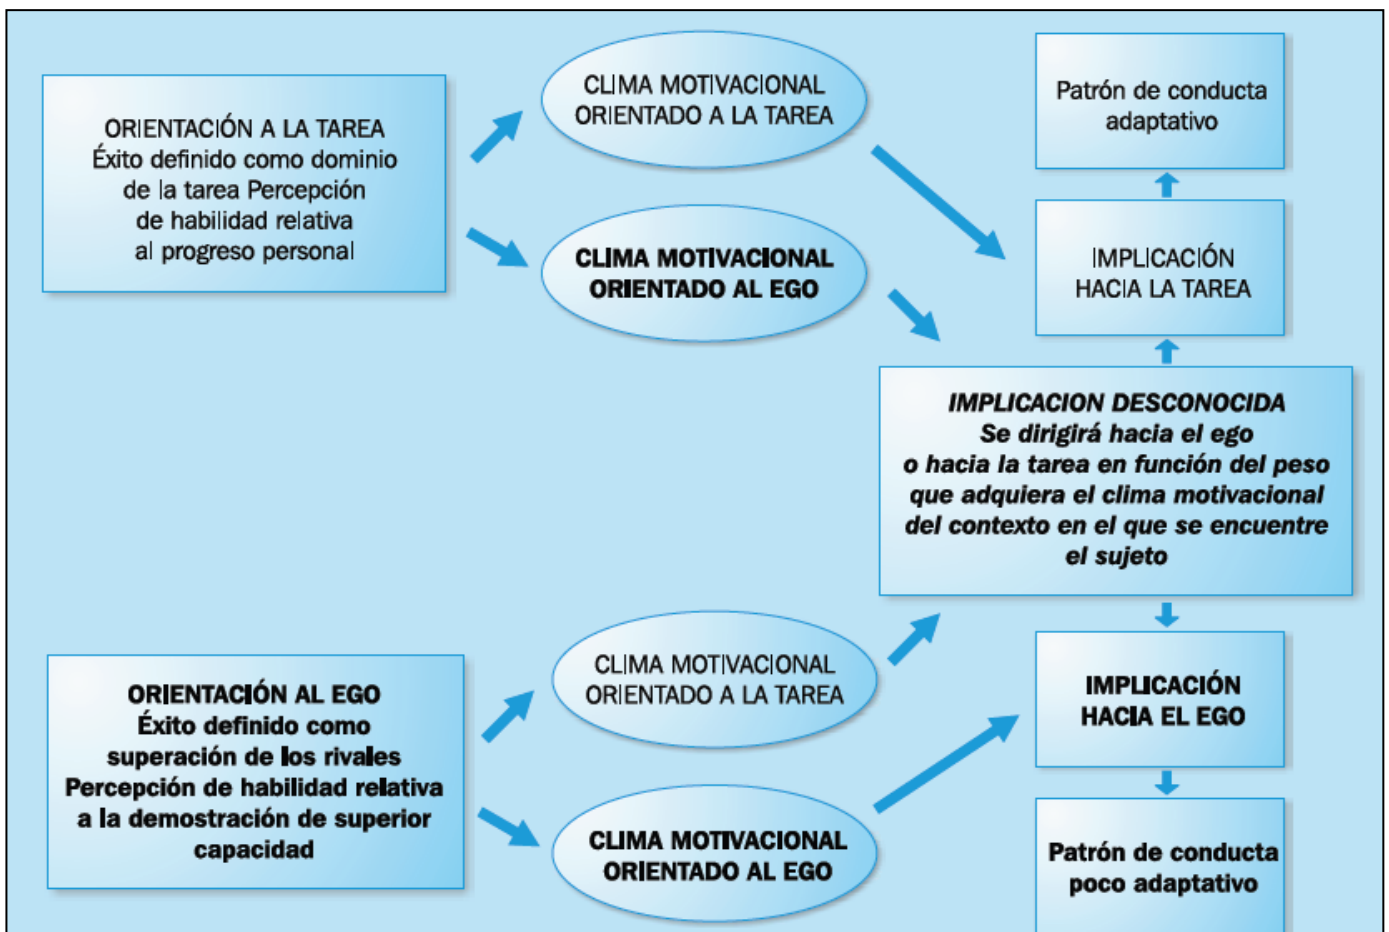 ORIENTACIÓN A LA TAREA
Éxito definido como dominio
de la tarea Percepción
de habilidad relativa
al progreso personal
CLIMA MOTIVACIONAL
ORIENTADO A LA TAREA
CLIMA MOTIVACIONAL
ORIENTADO AL EGO
Patrón de conducta
adaptativo
IMPLICACIÓN
HACIA LA TAREA
IMPLICACION DESCONOCIDA
Se dirigirá hacia el ego
o hacia la tarea en función del peso
que adquiera el clima motivacional
del contexto en el que se encuentre
el sujeto
ORIENTACIÓN AL EGO
Éxito definido como
superación de los rivales
Percepción de habilidad relativa
a la demostración de superior
capacidad
CLIMA MOTIVACIONAL
ORIENTADO A LA TAREA
CLIMA MOTIVACIONAL
ORIENTADO AL EGO
IMPLICACIÓN
HACIA EL EGO
Patrón de conducta
poco adaptativo